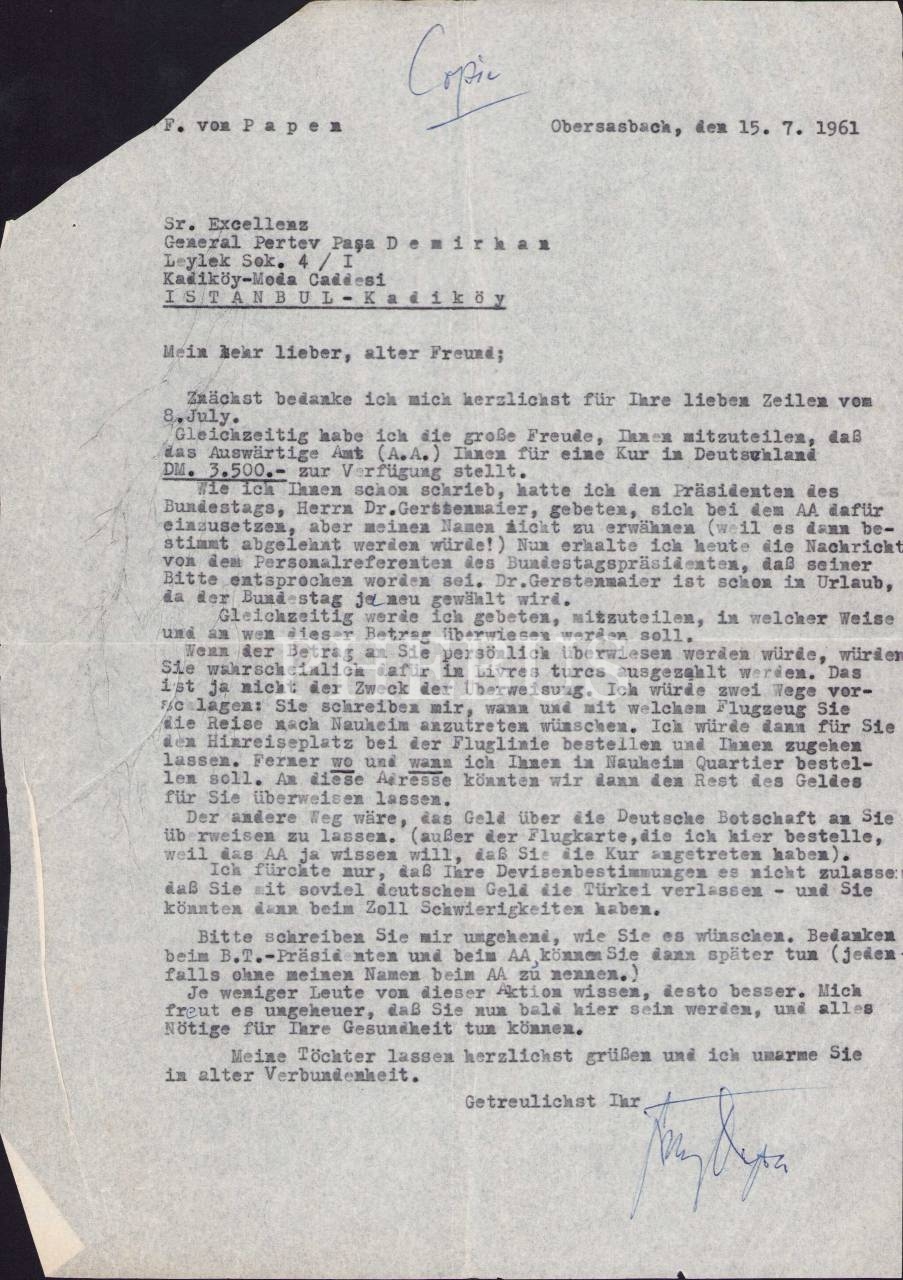 Copie
F. von P a p e n
Obersasbach, den 15. 7. 1961
Sr. Excellenz
General Pertev Paşa D e m i r h a n
Leylek Sok. 4 / I
Kadiköy-Moda Caddesi
I S T A N B U L - K a d i k ö y
Mein sehr lieber, alter Freund;
Znächst bedanke ich mich herzlichst für Ihre lieben Zeilen vom
8.July.
Gleichzeitig habe ich die große Freude, Ihnen mitzuteilen, daß
das Auswärtige Amt (A.A.) Ihnen für eine Kur in Deutschland
DM. 3.500.- zur Verfügung stellt.
Wie ich Ihnen schon schrieb, hatte ich den Präsidenten des
Bundestags, Herrn Dr.Gerstenmaier, gebeten, sich bei dem AA dafür
einzusetzen, aber meinen Namen nicht zu erwähnen (weil es dann be-
stimmt abgelehnt werden würde!) Nun erhalte ich heute die Nachricht
von dem Personalreferenten des Bundestagspräsidenten, daß seiner
Bitte entsprochen worden sei. Dr.Gerstenmaier ist schon in Urlaub,
da der Bundestag ja neu gewählt wird.
Gleichzeitig werde ich gebeten, mitzuteilen, in welcher Weise
und an wen dieser Betrag überwiesen werden soll.
Wenn der Betrag an Sie persönlich überwiesen werden würde, würden
Sie wahrscheinlich dafür in Livres turcs ausgezahlt werden. Das
ist ja nicht der Zweck der Überweisung. Ich würde zwei Wege vor-
schlagen: Sie schreiben mir, wann und mit welchem Flugzeug Sie
die Reise nach Nauheim anzutreten wünschen. Ich würde dann für Sie
den Hinreiseplatz bei der Fluglinie bestellen und Ihnen zugehen
lassen. Ferner wo und wann ich Ihnen in Nauheim Quartier bestel-
len soll. An diese Adresse könnten wir dann den Rest des Geldes
für Sie überweisen lassen.
Der andere Weg wäre, das Geld über die Deutsche Botschaft an Sie
überweisen zu lassen. (außer der Flugkarte,die ich hier bestelle,
weil das AA ja wissen will, daß Sie die Kur angetreten haben).
Ich fürchte nur, daß Ihre Devisenbestimmungen es nicht zulasse
daß Sie mit soviel deutschem Geld die Türkei verlassen - und Sie
könnten dann beim Zoll Schwierigkeiten haben.
Bitte schreiben Sie mir umgehend, wie Sie es wünschen. Bedanken
beim B.T.-Präsidenten und beim AA,können Sie dann später tun (jeden-
falls ohne meinen Namen beim AA zu nennen.)
Je weniger Leute von dieser Aktion wissen, desto besser. Mich
freut es ungeheuer, daß Sie nun bald hier sein werden, und alles
Nötige für Ihre Gesundheit tun können.
Meine Töchter lassen herzlichst grüßen und ich umarme Sie
in alter Verbundenheit.
Getreulichst Ihr